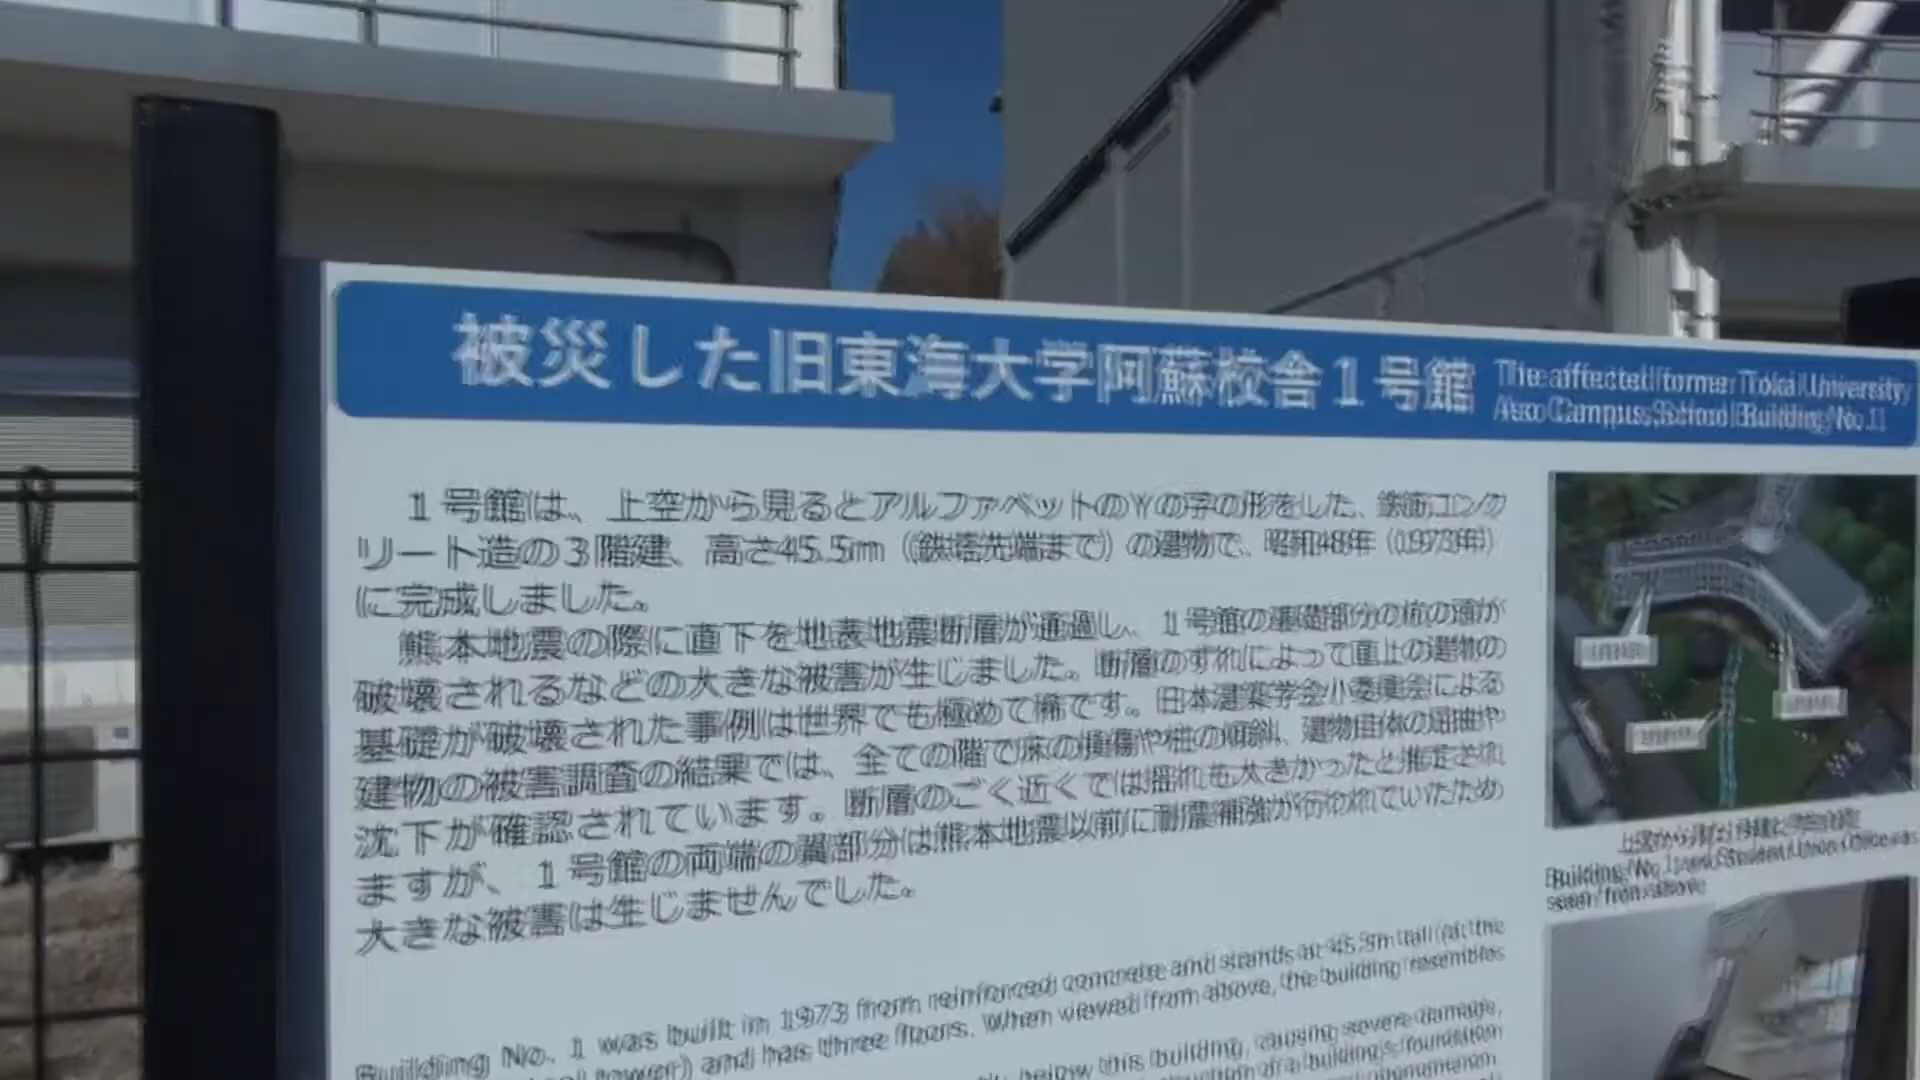 被災した旧東海大学阿蘇校舎1号館
The affected former Tokai University,
Aso Campus, School Building No.1
1号館は、上空から見るとアルファベットのYの字の形をした、鉄筋コンク
リート造の3階建、高さ45.5m（鉄塔先端まで）の建物で、昭和48年（1973年）
に完成しました。
熊本地震の際に直下を地表地震断層が通過し、1号館の基礎部分の杭の頭が
破壊されるなどの大きな被害が生じました。断層のずれによって直上の建物の
基礎が破壊された事例は世界でも極めて稀です。日本建築学会小委員会による
建物の被害調査の結果では、全ての階で床の損傷や柱の傾斜、建物自体の屈曲や
沈下が確認されています。断層のごく近くでは揺れも大きかったと推定され
ますが、1号館の両端の翼部分は熊本地震以前に耐震補強が行われていたため
大きな被害は生じませんでした。
Building No. 1 and Student Union Office as
seen from above
Building No. 1 was built in 1973 from reinforced concrete and stands at 45.5m tall (at the
tower) and has three floors. When viewed from above, the building resembles
below this building, causing severe damage,
of a building's foundation
phenomenon.